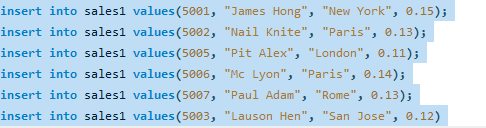 insert into sales1 values(5001, "James Hong", "New York", 0.15);
insert into sales1 values(5002, "Nail Knite", "Paris", 0.13);
insert into sales1 values(5005, "Pit Alex", "London", 0.11);
insert into sales1 values(5006, "Mc Lyon", "Paris", 0.14);
insert into sales1 values(5007, "Paul Adam", "Rome", 0.13);
insert into sales1 values(5003, "Lauson Hen", "San Jose", 0.12)